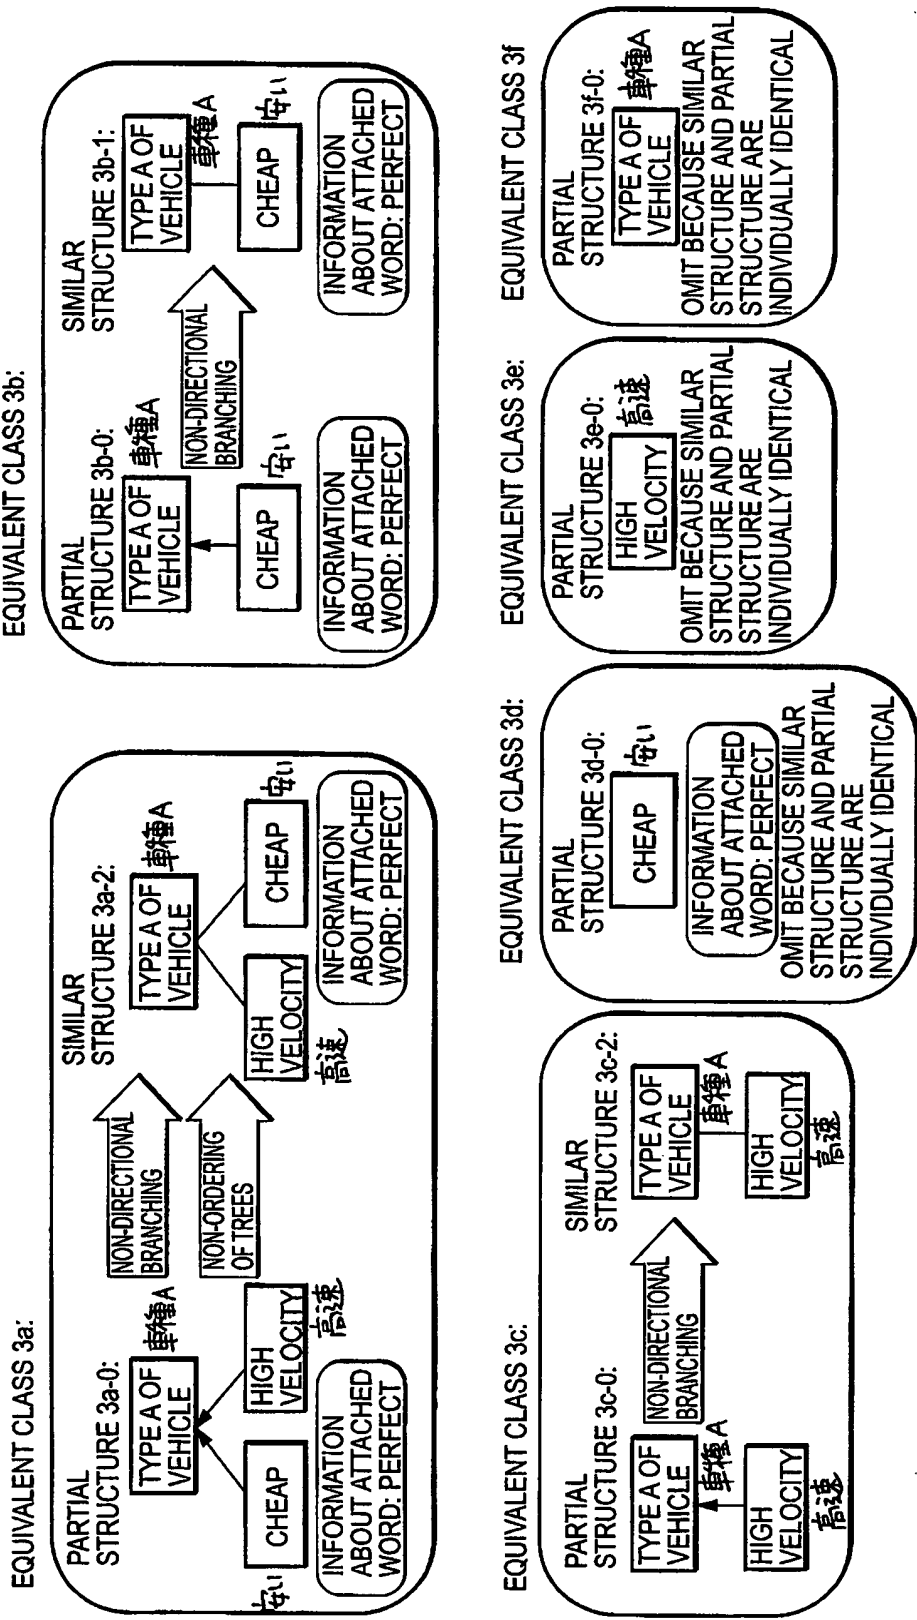 EQUIVALENT CLASS 3a:
PARTIAL
STRUCTURE 3a-0:
TYPE A OF
VEHICLE
車種A
CHEAP
安い
HIGH
VELOCITY
高速
INFORMATION
ABOUT ATTACHED
WORD: PERFECT
NON-DIRECTIONAL
BRANCHING
NON-ORDERING
OF TREES
SIMILAR
STRUCTURE 3a-2:
TYPE A OF
VEHICLE
車種A
HIGH
VELOCITY
高速
CHEAP
安い
INFORMATION
ABOUT ATTACHED
WORD: PERFECT
EQUIVALENT CLASS 3b:
PARTIAL
STRUCTURE 3b-0:
TYPE A OF
VEHICLE
車種A
CHEAP
安い
INFORMATION
ABOUT ATTACHED
WORD: PERFECT
NON-DIRECTIONAL
BRANCHING
SIMILAR
STRUCTURE 3b-1:
TYPE A OF
VEHICLE
車種A
CHEAP
安い
INFORMATION
ABOUT ATTACHED
WORD: PERFECT
EQUIVALENT CLASS 3c:
PARTIAL
STRUCTURE 3c-0:
TYPE A OF
VEHICLE
車種A
HIGH
VELOCITY
高速
NON-DIRECTIONAL
BRANCHING
SIMILAR
STRUCTURE 3c-2:
TYPE A OF
VEHICLE
車種A
HIGH
VELOCITY
高速
EQUIVALENT CLASS 3d:
PARTIAL
STRUCTURE 3d-0:
CHEAP
安い
INFORMATION
ABOUT ATTACHED
WORD: PERFECT
OMIT BECAUSE SIMILAR
STRUCTURE AND PARTIAL
STRUCTURE ARE
INDIVIDUALLY IDENTICAL
EQUIVALENT CLASS 3e:
PARTIAL
STRUCTURE 3e-0:
HIGH
VELOCITY
高速
OMIT BECAUSE SIMILAR
STRUCTURE AND PARTIAL
STRUCTURE ARE
INDIVIDUALLY IDENTICAL
EQUIVALENT CLASS 3f
PARTIAL
STRUCTURE 3f-0:
TYPE A OF
VEHICLE
車種A
OMIT BECAUSE SIMILAR
STRUCTURE AND PARTIAL
STRUCTURE ARE
INDIVIDUALLY IDENTICAL